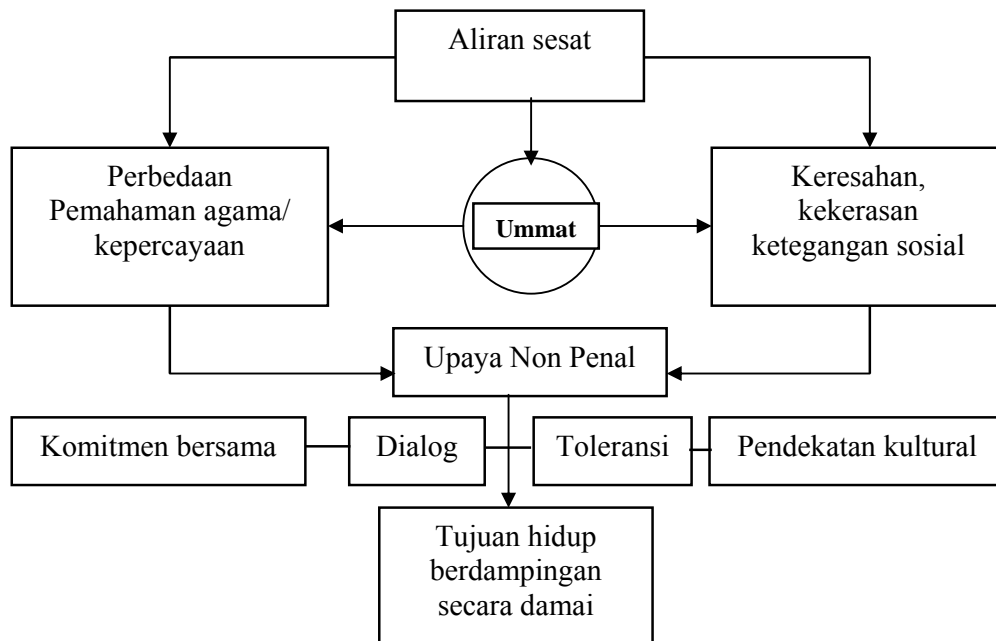 Aliran sesat
Perbedaan
Pemahaman agama/
kepercayaan
Ummat
Keresahan,
kekerasan
ketegangan sosial
Upaya Non Penal
Komitmen bersama
Dialog
Toleransi
Pendekatan kultural
Tujuan hidup
berdampingan
secara damai